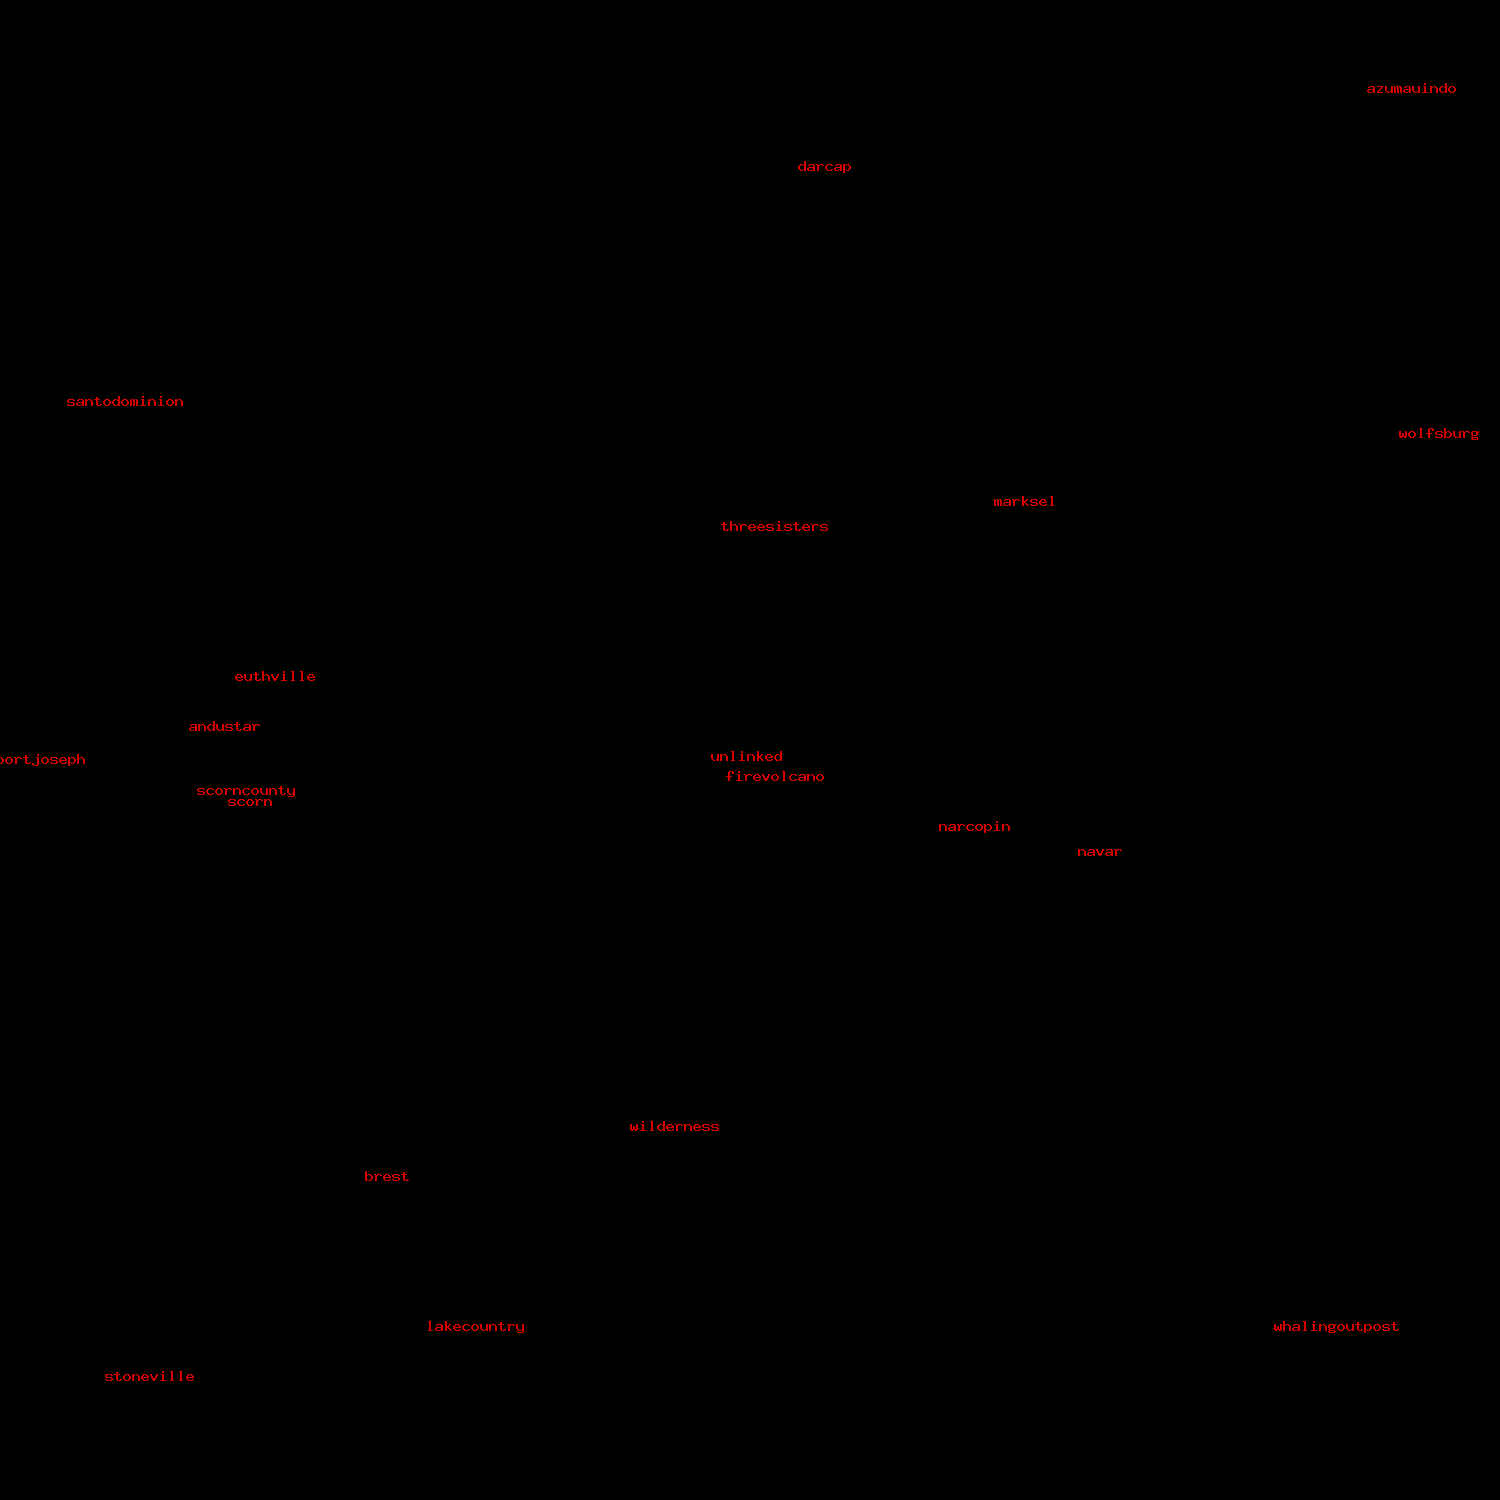 azumauindo
darcap
santodominion
wolfsburg
marksel
threesisters
euthville
andustar
portjoseph
unlinked
firevolcano
scorncounty
scorn
narcopin
navar
wilderness
brest
lakecountry
whalingoutpost
stoneville